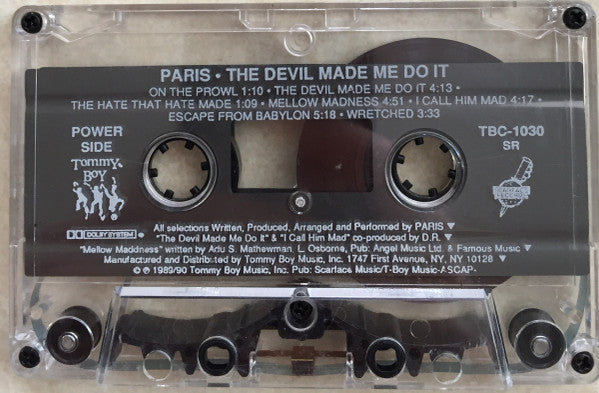 PARIS • THE DEVIL MADE ME DO IT
ON THE PROWL 1:10 • THE DEVIL MADE ME DO IT 4:13 •
THE HATE THAT HATE MADE 1:09 • MELLOW MADNESS 4:51 • I CALL HIM MAD 4:17 •
ESCAPE FROM BABYLON 5:18 • WRETCHED 3:33
POWER
SIDE
Tommy
BOY
TBC-1030
SR
DOLBY SYSTEM
All selections Written, Produced, Arranged and Performed by PARIS ▼
"The Devil Made Me Do It" & "I Call Him Mad" co-produced by D.R. ▼
"Mellow Maddness" written by Adu S. Mathewman, L. Osborne, Pub: Angel Music Ltd. & Famous Music ▼
Manufactured and Distributed by Tommy Boy Music, Inc. 1747 First Avenue, NY, NY 10128 ▼
© ℗ 1989/90 Tommy Boy Music, Inc. Pub: Scarface Music/T-Boy Music-ASCAP-